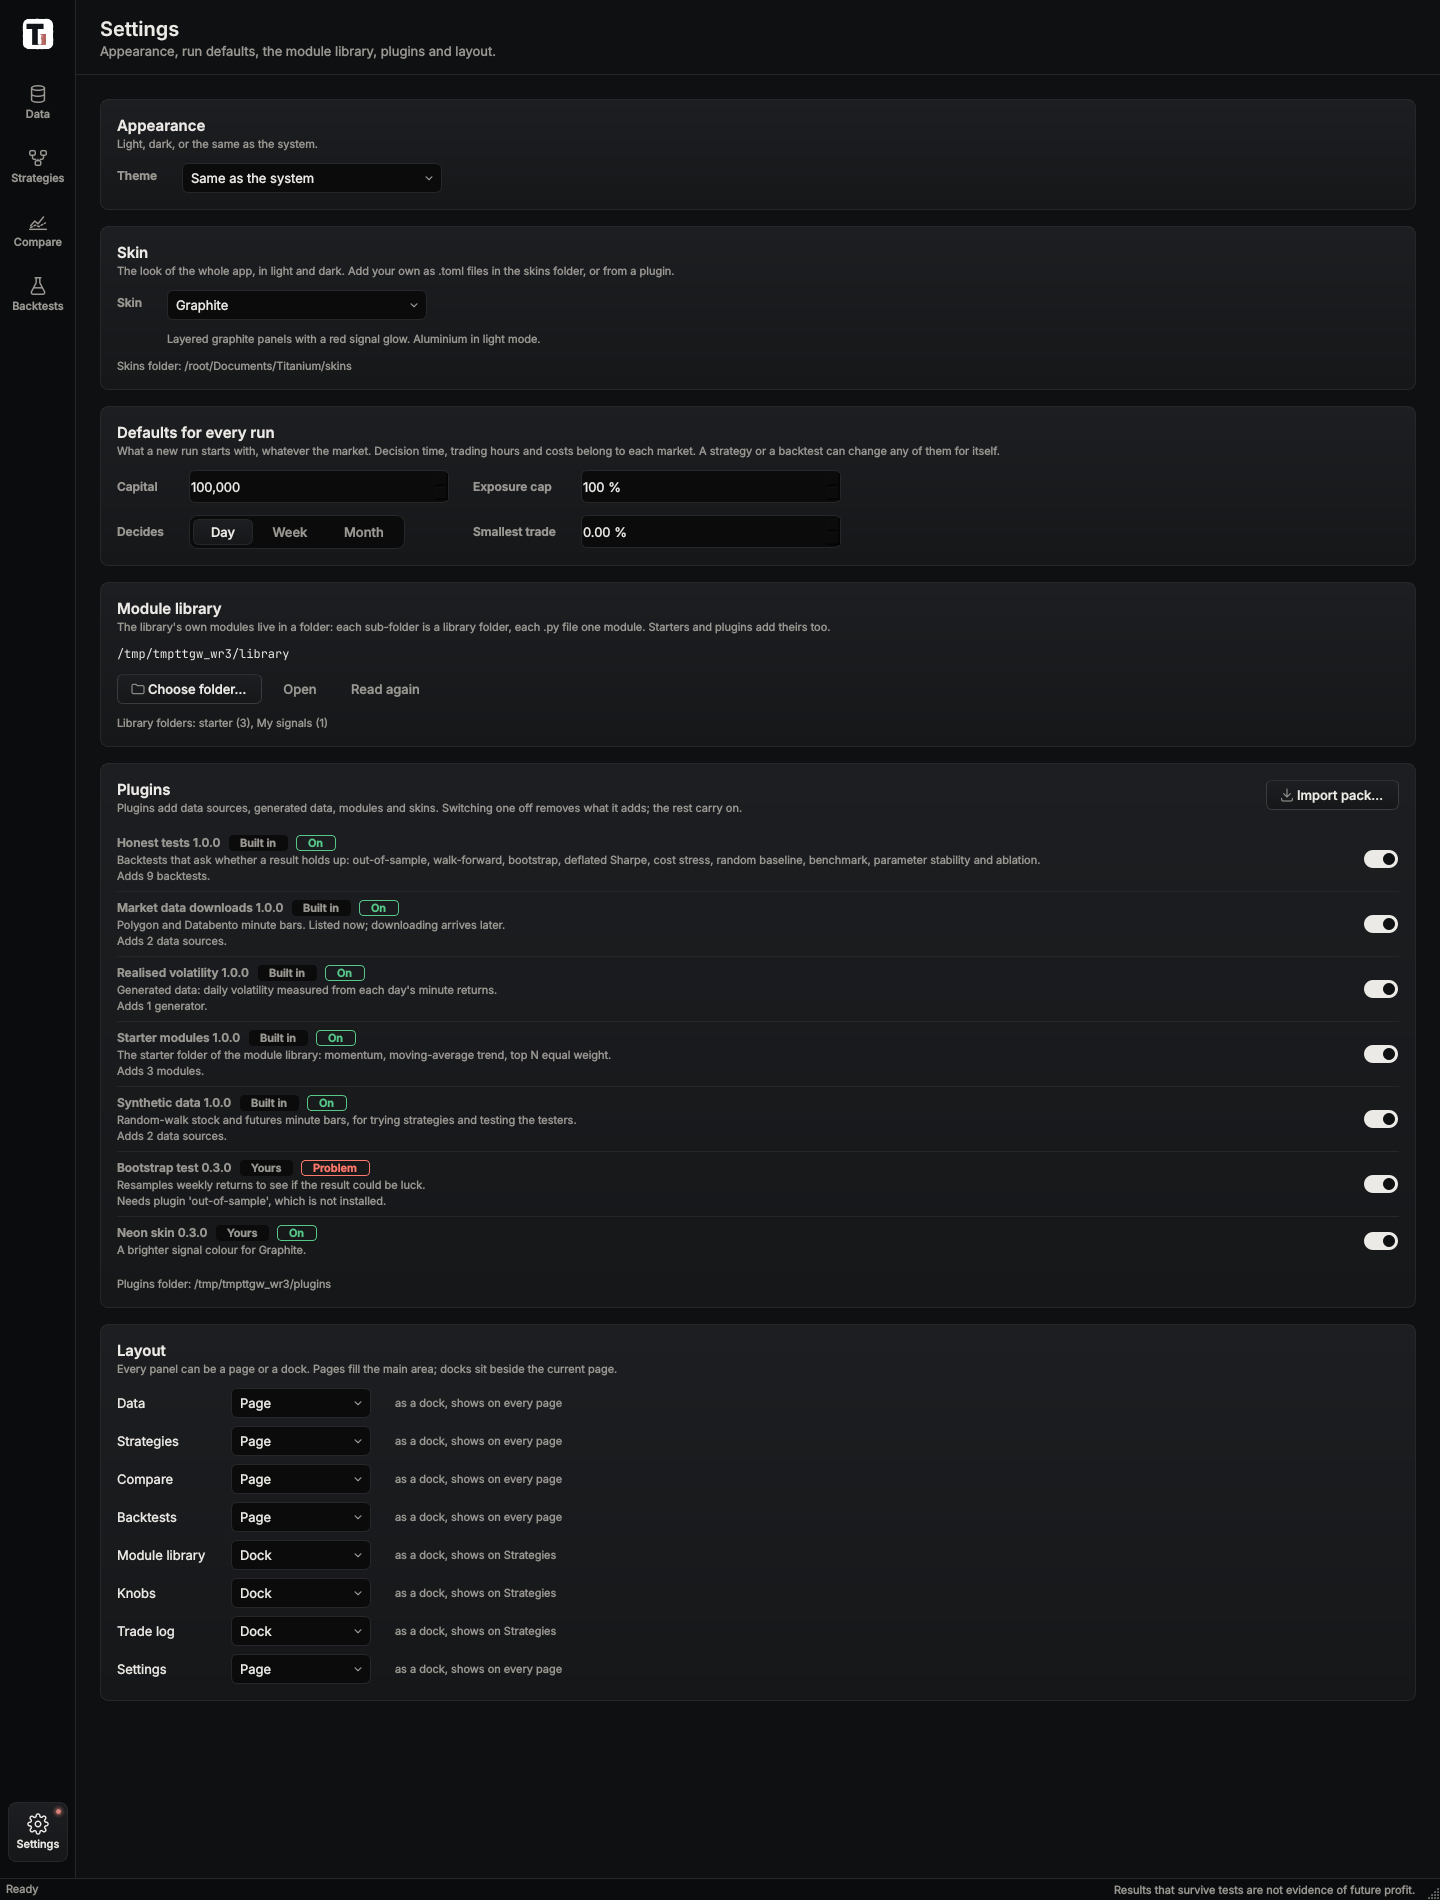 Ti
Settings
Appearance, run defaults, the module library, plugins and layout.
Data
Strategies
Compare
Backtests
Appearance
Light, dark, or the same as the system.
Theme
Same as the system
Skin
The look of the whole app, in light and dark. Add your own as .toml files in the skins folder, or from a plugin.
Skin
Graphite
Layered graphite panels with a red signal glow. Aluminium in light mode.
Skins folder: /root/Documents/Titanium/skins
Defaults for every run
What a new run starts with, whatever the market. Decision time, trading hours and costs belong to each market. A strategy or a backtest can change any of them for itself.
Capital 100,000 Exposure cap 100 %
Decides Day Week Month Smallest trade 0.00 %
Module library
The library's own modules live in a folder: each sub-folder is a library folder, each .py file one module. Starters and plugins add theirs too.
/tmp/tmpttgw_wr3/library
Choose folder... Open Read again
Library folders: starter (3), My signals (1)
Plugins
Plugins add data sources, generated data, modules and skins. Switching one off removes what it adds; the rest carry on.
Import pack...
Honest tests 1.0.0 Built in On
Backtests that ask whether a result holds up: out-of-sample, walk-forward, bootstrap, deflated Sharpe, cost stress, random baseline, benchmark, parameter stability and ablation.
Adds 9 backtests.
Market data downloads 1.0.0 Built in On
Polygon and Databento minute bars. Listed now; downloading arrives later.
Adds 2 data sources.
Realised volatility 1.0.0 Built in On
Generated data: daily volatility measured from each day's minute returns.
Adds 1 generator.
Starter modules 1.0.0 Built in On
The starter folder of the module library: momentum, moving-average trend, top N equal weight.
Adds 3 modules.
Synthetic data 1.0.0 Built in On
Random-walk stock and futures minute bars, for trying strategies and testing the testers.
Adds 2 data sources.
Bootstrap test 0.3.0 Yours Problem
Resamples weekly returns to see if the result could be luck.
Needs plugin 'out-of-sample', which is not installed.
Neon skin 0.3.0 Yours On
A brighter signal colour for Graphite.
Plugins folder: /tmp/tmpttgw_wr3/plugins
Layout
Every panel can be a page or a dock. Pages fill the main area; docks sit beside the current page.
Data Page as a dock, shows on every page
Strategies Page as a dock, shows on every page
Compare Page as a dock, shows on every page
Backtests Page as a dock, shows on every page
Module library Dock as a dock, shows on Strategies
Knobs Dock as a dock, shows on Strategies
Trade log Dock as a dock, shows on Strategies
Settings Page as a dock, shows on every page
Settings
Ready
Results that survive tests are not evidence of future profit.